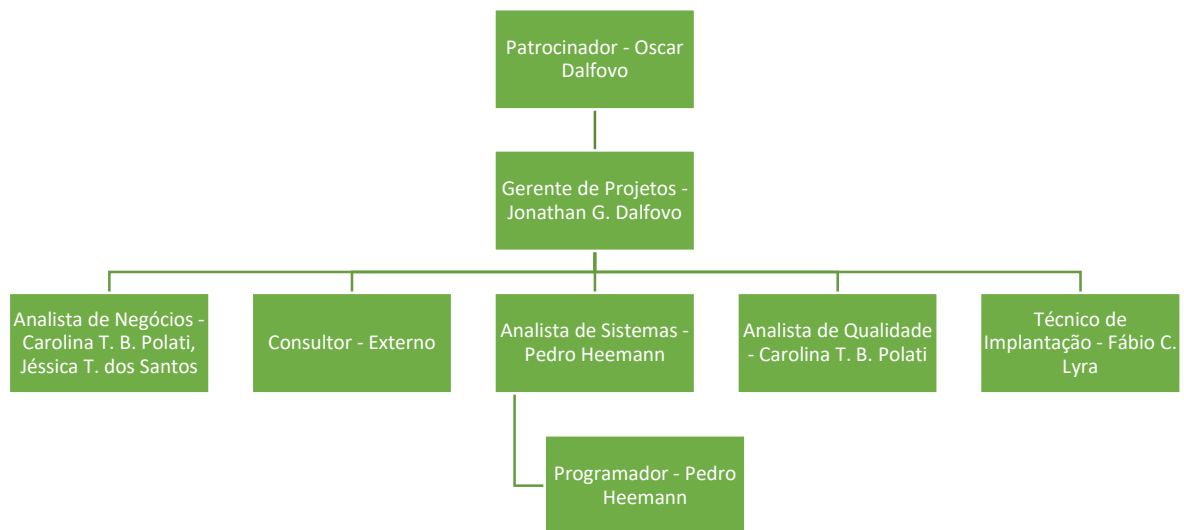 Patrocinador - Oscar
Dalfovo
Gerente de Projetos -
Jonathan G. Dalfovo
Analista de Negócios -
Carolina T. B. Polati,
Jéssica T. dos Santos
Consultor - Externo
Analista de Sistemas -
Pedro Heemann
Analista de Qualidade
- Carolina T. B. Polati
Técnico de
Implantação - Fábio C.
Lyra
Programador - Pedro
Heemann